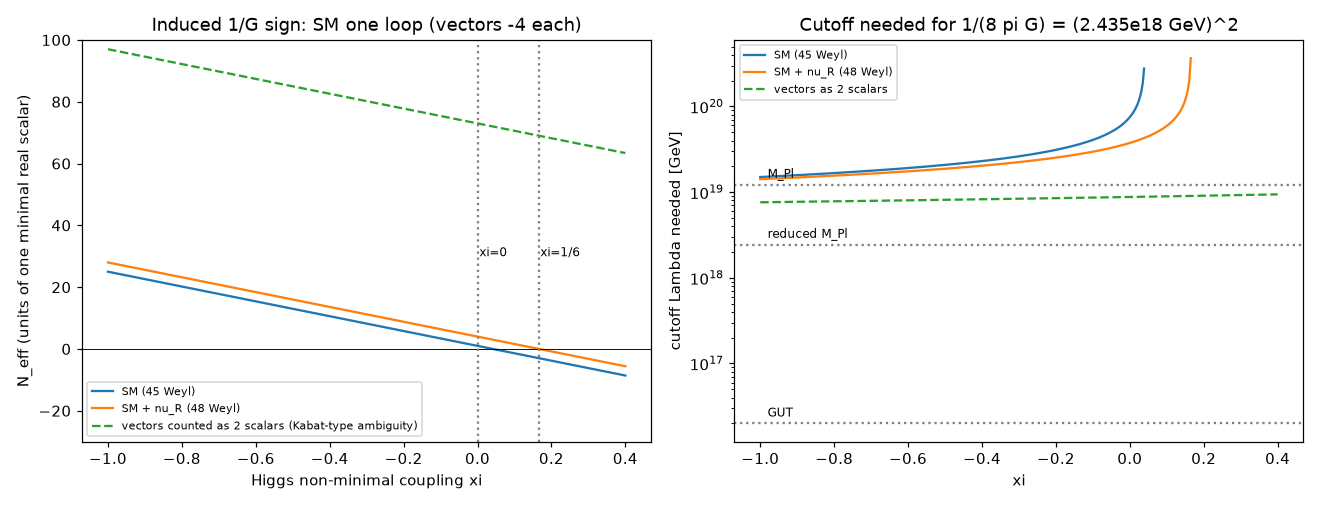 Induced 1/G sign: SM one loop (vectors -4 each)
N_eff (units of one minimal real scalar)
100
80
60
40
20
0
−20
xi=0
xi=1/6
SM (45 Weyl)
SM + nu_R (48 Weyl)
vectors counted as 2 scalars (Kabat-type ambiguity)
−1.0
−0.8
−0.6
−0.4
−0.2
0.0
0.2
0.4
Higgs non-minimal coupling xi
Cutoff needed for 1/(8 pi G) = (2.435e18 GeV)^2
cutoff Lambda needed [GeV]
SM (45 Weyl)
SM + nu_R (48 Weyl)
vectors as 2 scalars
10^20
10^19
10^18
10^17
M_Pl
reduced M_Pl
GUT
−1.0
−0.8
−0.6
−0.4
−0.2
0.0
0.2
0.4
xi